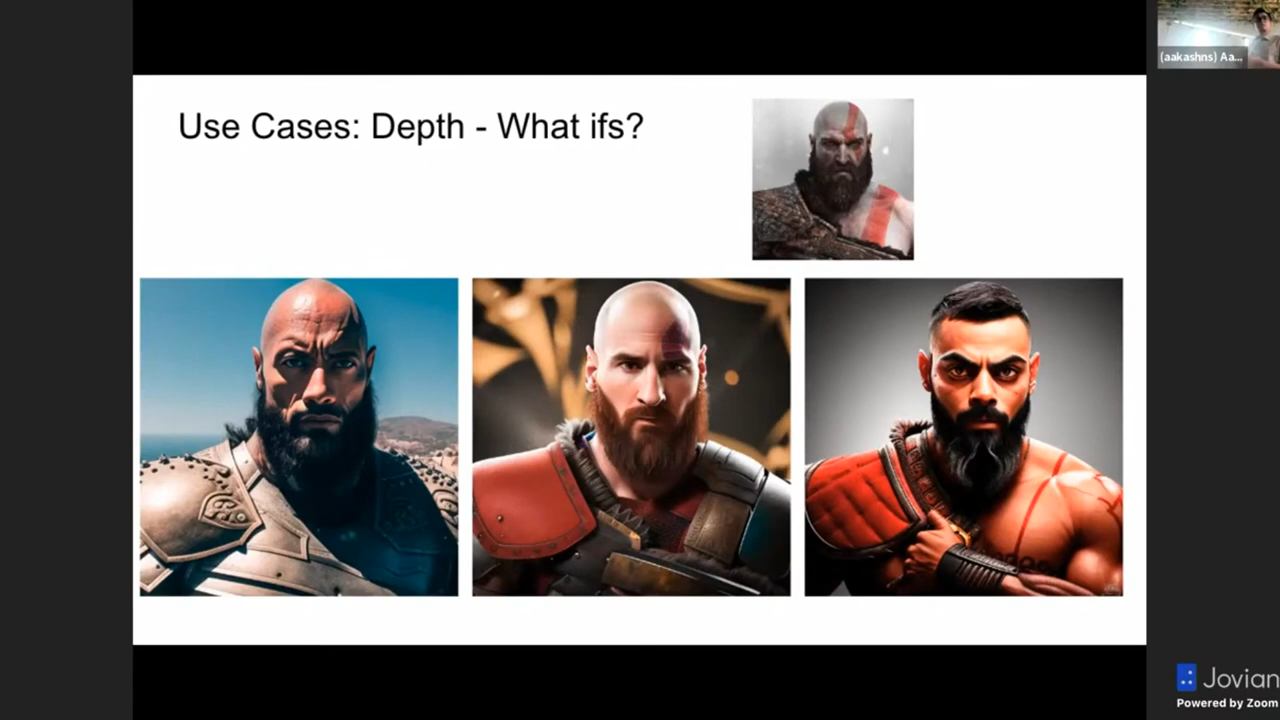 Use Cases: Depth - What ifs?
(aakashns) Aa...
Jovian
Powered by Zoom